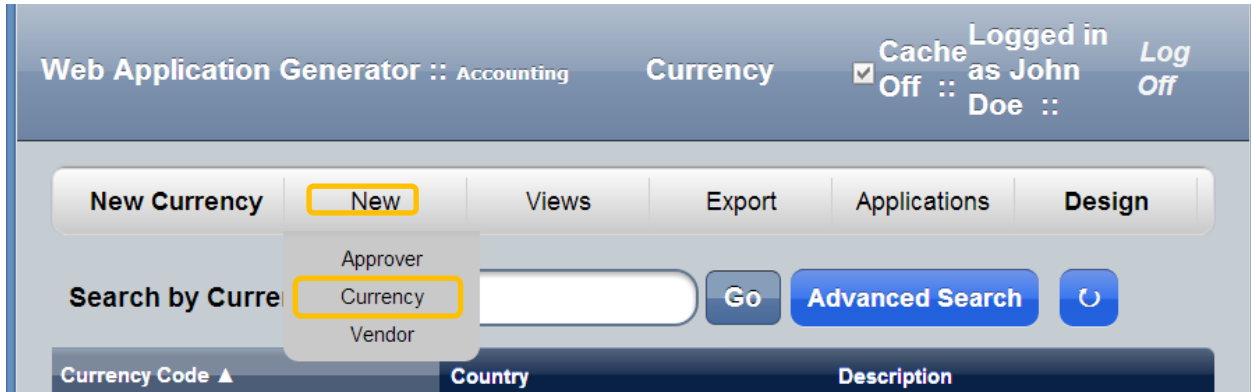 Web Application Generator :: Accounting Currency Cache Off :: Logged in as John Doe :: Log Off
New Currency New Views Export Applications Design
Approver
Search by Curre Currency Go Advanced Search
Vendor
Currency Code ▲ Country Description